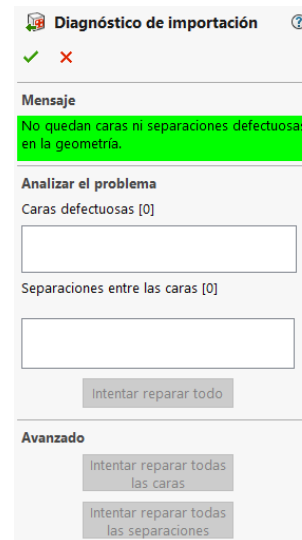 Diagnóstico de importación
Mensaje
No quedan caras ni separaciones defectuosas
en la geometría.
Analizar el problema
Caras defectuosas [0]
Separaciones entre las caras [0]
Intentar reparar todo
Avanzado
Intentar reparar todas
las caras
Intentar reparar todas
las separaciones